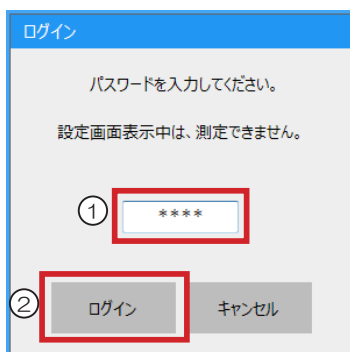 ログイン
パスワードを入力してください。
設定画面表示中は、測定できません。
① ****
② ログイン キャンセル